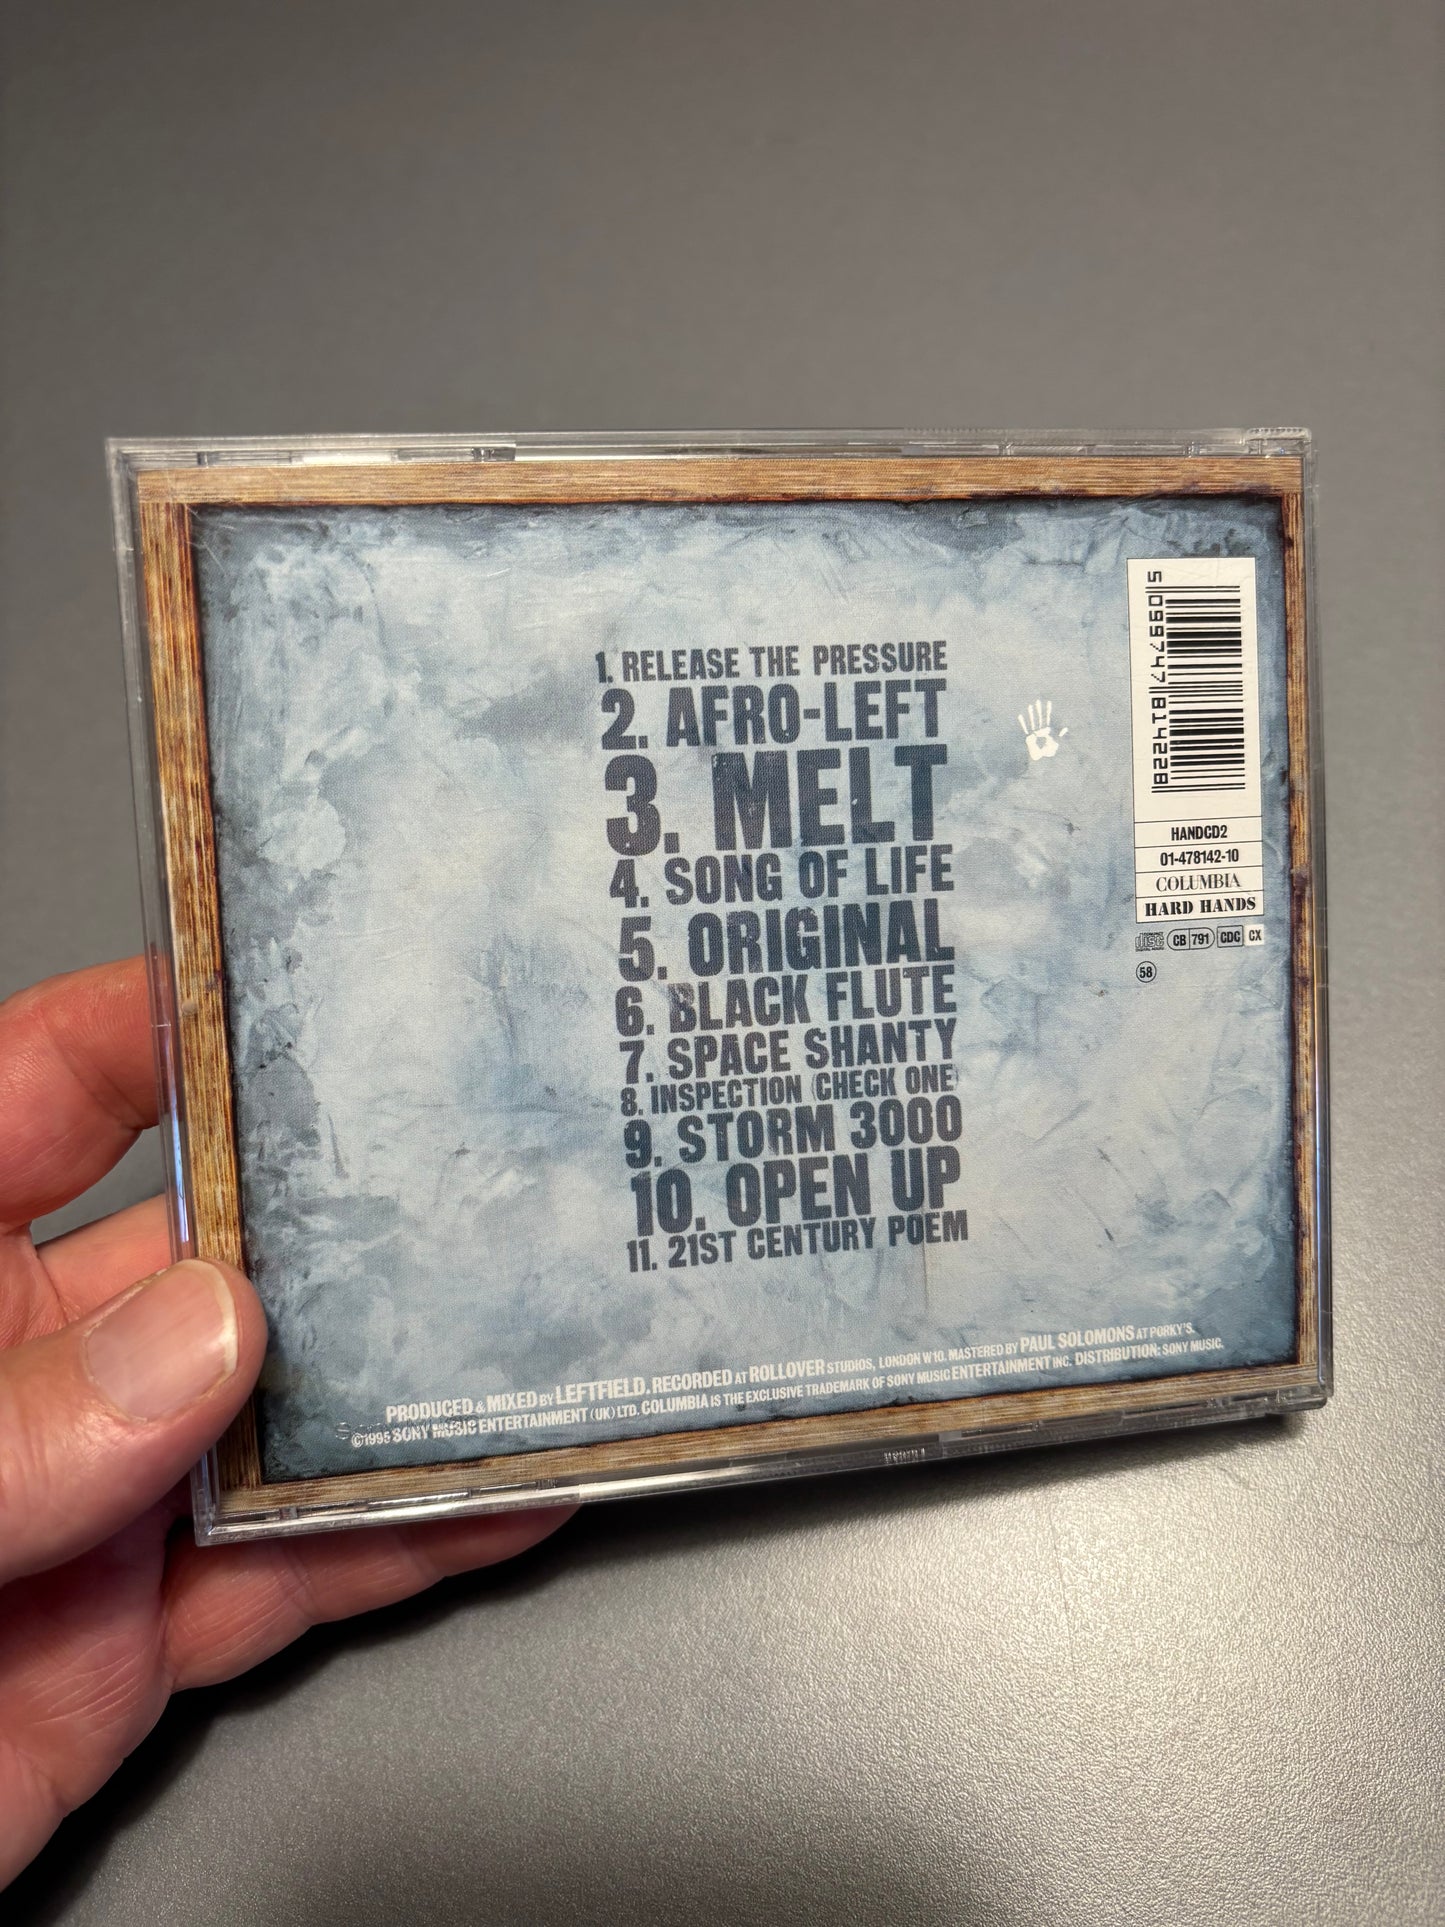 1. RELEASE THE PRESSURE
2. AFRO-LEFT
3. MELT
4. SONG OF LIFE
5. ORIGINAL
6. BLACK FLUTE
7. SPACE SHANTY
8. INSPECTION (CHECK ONE)
9. STORM 3000
10. OPEN UP
11. 21ST CENTURY POEM
5 099747 814228
HANDCD2
01-478142-10
COLUMBIA
HARD HANDS
COMPACT disc DIGITAL AUDIO CB 791 CDC CX
58
PRODUCED & MIXED BY LEFTFIELD. RECORDED AT ROLLOVER STUDIOS, LONDON W10. MASTERED BY PAUL SOLOMONS AT PORKY'S.
©1995 SONY MUSIC ENTERTAINMENT (UK) LTD. COLUMBIA IS THE EXCLUSIVE TRADEMARK OF SONY MUSIC ENTERTAINMENT INC. DISTRIBUTION: SONY MUSIC.